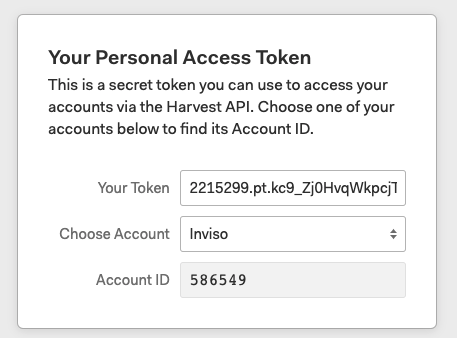 Your Personal Access Token
This is a secret token you can use to access your
accounts via the Harvest API. Choose one of your
accounts below to find its Account ID.
Your Token 2215299.pt.kc9_Zj0HvqWkpcjT
Choose Account Inviso
Account ID 586549